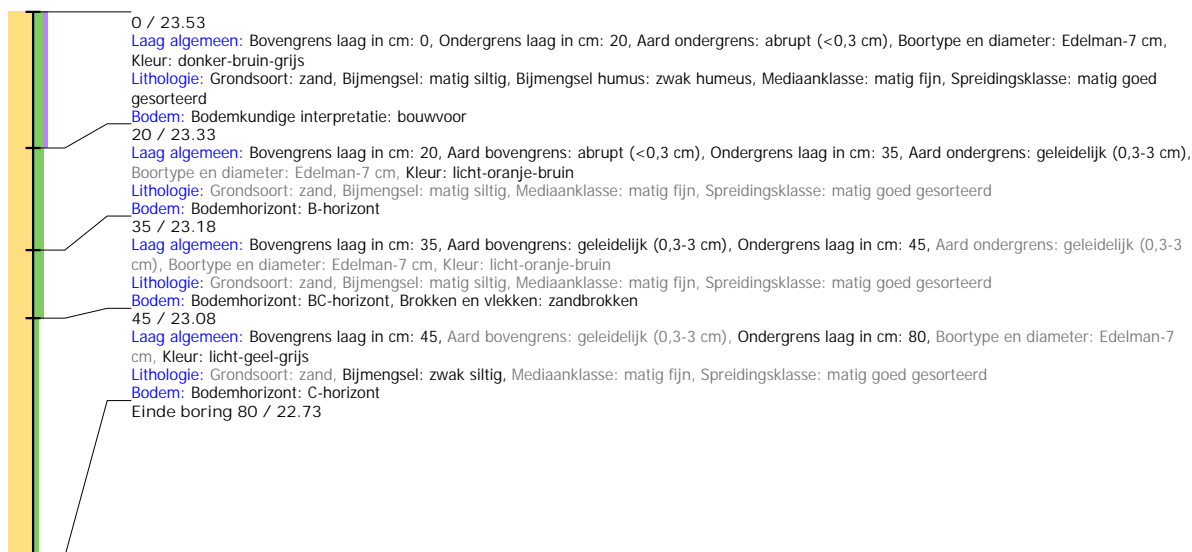 0 / 23.53
Laag algemeen: Bovengrens laag in cm: 0, Ondergrens laag in cm: 20, Aard ondergrens: abrupt (<0,3 cm), Boortype en diameter: Edelman-7 cm,
Kleur: donker-bruin-grijs
Lithologie: Grondsoort: zand, Bijmengsel: matig siltig, Bijmengsel humus: zwak humeus, Mediaanklasse: matig fijn, Spreidingsklasse: matig goed
gesorteerd
Bodem: Bodemkundige interpretatie: bouwvoor
20 / 23.33
Laag algemeen: Bovengrens laag in cm: 20, Aard bovengrens: abrupt (<0,3 cm), Ondergrens laag in cm: 35, Aard ondergrens: geleidelijk (0,3-3 cm),
Boortype en diameter: Edelman-7 cm, Kleur: licht-oranje-bruin
Lithologie: Grondsoort: zand, Bijmengsel: matig siltig, Mediaanklasse: matig fijn, Spreidingsklasse: matig goed gesorteerd
Bodem: Bodemhorizont: B-horizont
35 / 23.18
Laag algemeen: Bovengrens laag in cm: 35, Aard bovengrens: geleidelijk (0,3-3 cm), Ondergrens laag in cm: 45, Aard ondergrens: geleidelijk (0,3-3
cm), Boortype en diameter: Edelman-7 cm, Kleur: licht-oranje-bruin
Lithologie: Grondsoort: zand, Bijmengsel: matig siltig, Mediaanklasse: matig fijn, Spreidingsklasse: matig goed gesorteerd
Bodem: Bodemhorizont: BC-horizont, Brokken en vlekken: zandbrokken
45 / 23.08
Laag algemeen: Bovengrens laag in cm: 45, Aard bovengrens: geleidelijk (0,3-3 cm), Ondergrens laag in cm: 80, Boortype en diameter: Edelman-7
cm, Kleur: licht-geel-grijs
Lithologie: Grondsoort: zand, Bijmengsel: zwak siltig, Mediaanklasse: matig fijn, Spreidingsklasse: matig goed gesorteerd
Bodem: Bodemhorizont: C-horizont
Einde boring 80 / 22.73